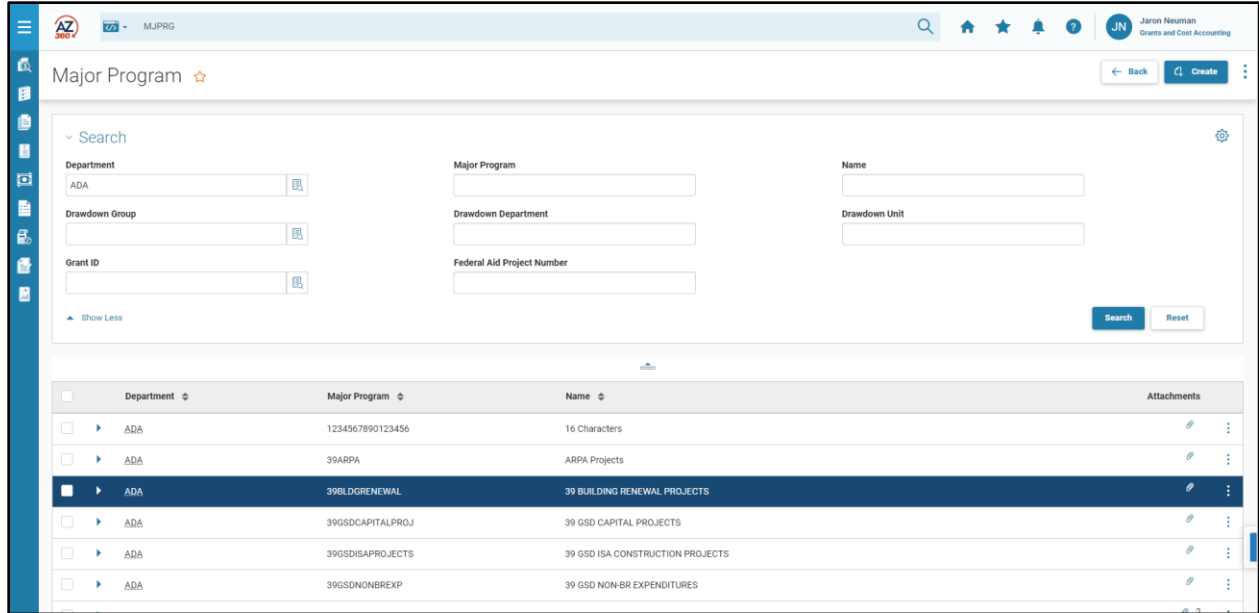 AZ
360
MJPRG
JN
Jaron Neuman
Grants and Cost Accounting
Major Program
Back
Create
Search
Department
Major Program
Name
ADA
Drawdown Group
Drawdown Department
Drawdown Unit
Grant ID
Federal Aid Project Number
Show Less
Search
Reset
Department
Major Program
Name
Attachments
ADA 1234567890123456 16 Characters
ADA 39ARPA ARPA Projects
ADA 39BLDGRENEWAL 39 BUILDING RENEWAL PROJECTS
ADA 39GSDCAPITALPROJ 39 GSD CAPITAL PROJECTS
ADA 39GSDISAPROJECTS 39 GSD ISA CONSTRUCTION PROJECTS
ADA 39GSDNONBREXP 39 GSD NON-BR EXPENDITURES